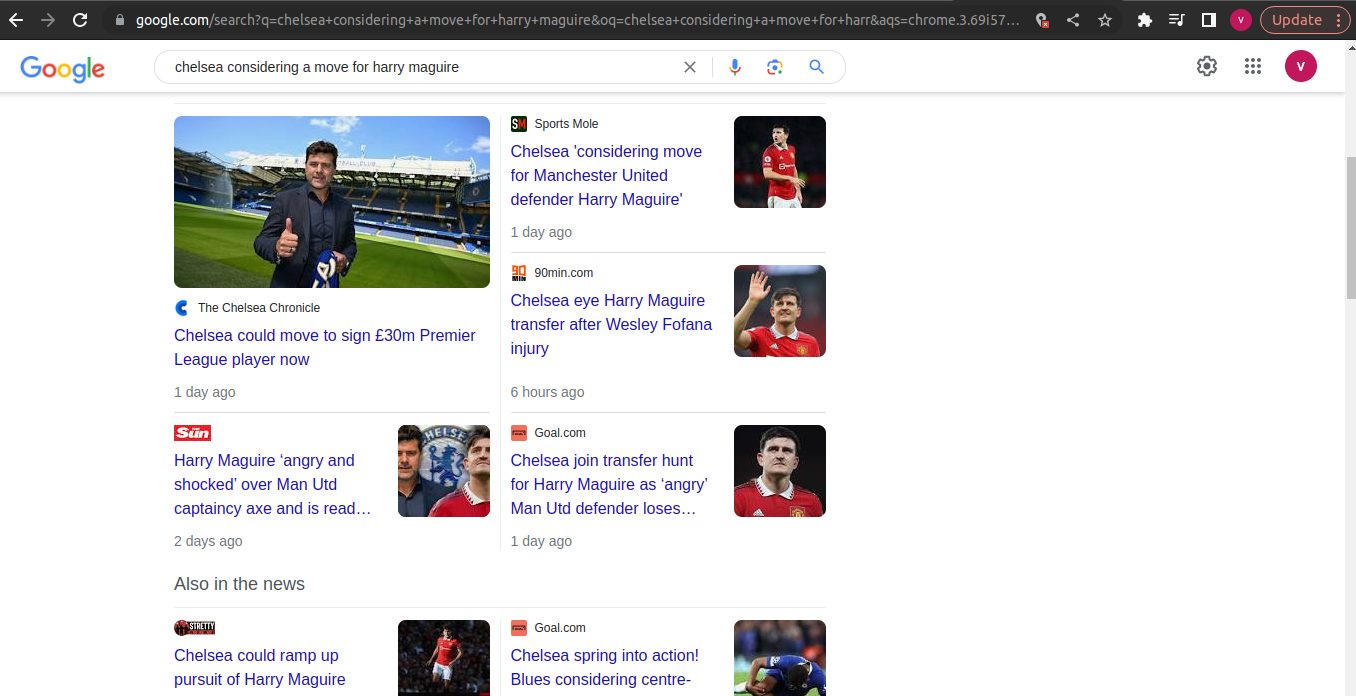 google.com/search?q=chelsea+considering+a+move+for+harry+maguire&oq=chelsea+considering+a+move+for+harr&aqs=chrome.3.69i57...
V
Update
Google
chelsea considering a move for harry maguire
V
The Chelsea Chronicle
Chelsea could move to sign £30m Premier
League player now
1 day ago
SM Sports Mole
Chelsea 'considering move
for Manchester United
defender Harry Maguire'
1 day ago
90min 90min.com
Chelsea eye Harry Maguire
transfer after Wesley Fofana
injury
6 hours ago
The Sun
CHELSE
Harry Maguire ‘angry and
shocked’ over Man Utd
captaincy axe and is read…
2 days ago
Goal.com
Chelsea join transfer hunt
for Harry Maguire as ‘angry’
Man Utd defender loses…
1 day ago
Also in the news
STRETTY
Chelsea could ramp up
pursuit of Harry Maguire
Goal.com
Chelsea spring into action!
Blues considering centre-